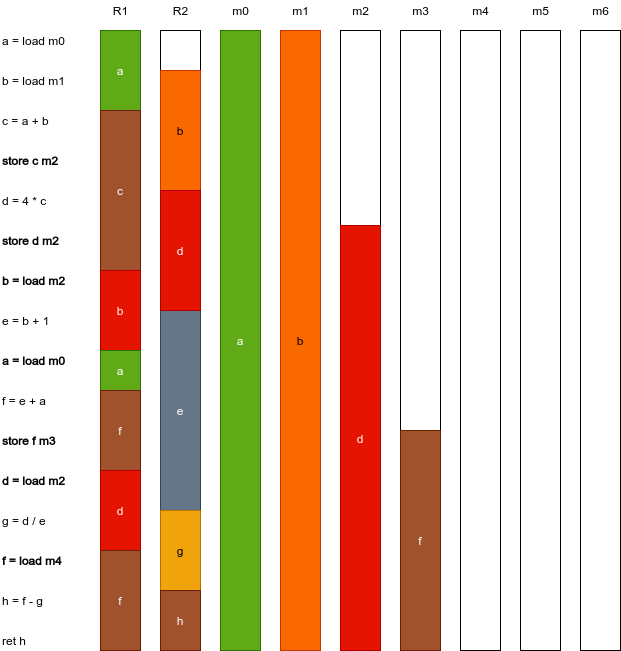 R1 R2 m0 m1 m2 m3 m4 m5 m6
a = load m0
a
b = load m1
c = a + b
b
store c m2
c
d = 4 * c
store d m2
d
b = load m2
b
e = b + 1
a b
a = load m0
a
f = e + a
e
f
store f m3
d
d = load m2
d
g = d / e
f
f = load m4
g
h = f - g
f
h
ret h